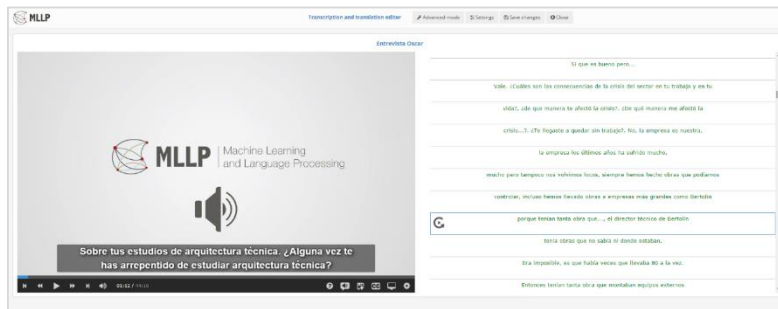 MLLP
Transcription and translation editor
Advanced mode
Settings
Save changes
Close
Entrevista Oscar
MLLP
Machine Learning
and Language Processing
Sobre tus estudios de arquitectura técnica. ¿Alguna vez te
has arrepentido de estudiar arquitectura técnica?
Si que es bueno pero...
Vale. ¿Cuáles son las consecuencias de la crisis del sector en tu trabajo y en tu
vida?, ¿de que manera te afectó la crisis?. ¿De qué manera me afectó la
crisis...?. ¿Te llegaste a quedar sin trabajo?. No, la empresa es nuestra,
la empresa los últimos años ha sufrido mucho,
mucho pero tampoco nos volvimos locos, siempre hemos hecho obras que podíamos
controlar, incluso hemos llevado obras a empresas más grandes como Bertolín
porque tenían tanto obra que..., el director técnico de Bertolín
tenía obras que no sabía ni donde estaban.
Era imposible, es que había veces que llevaba 80 a la vez.
Entonces tenían tanta obra que montaban equipos externos